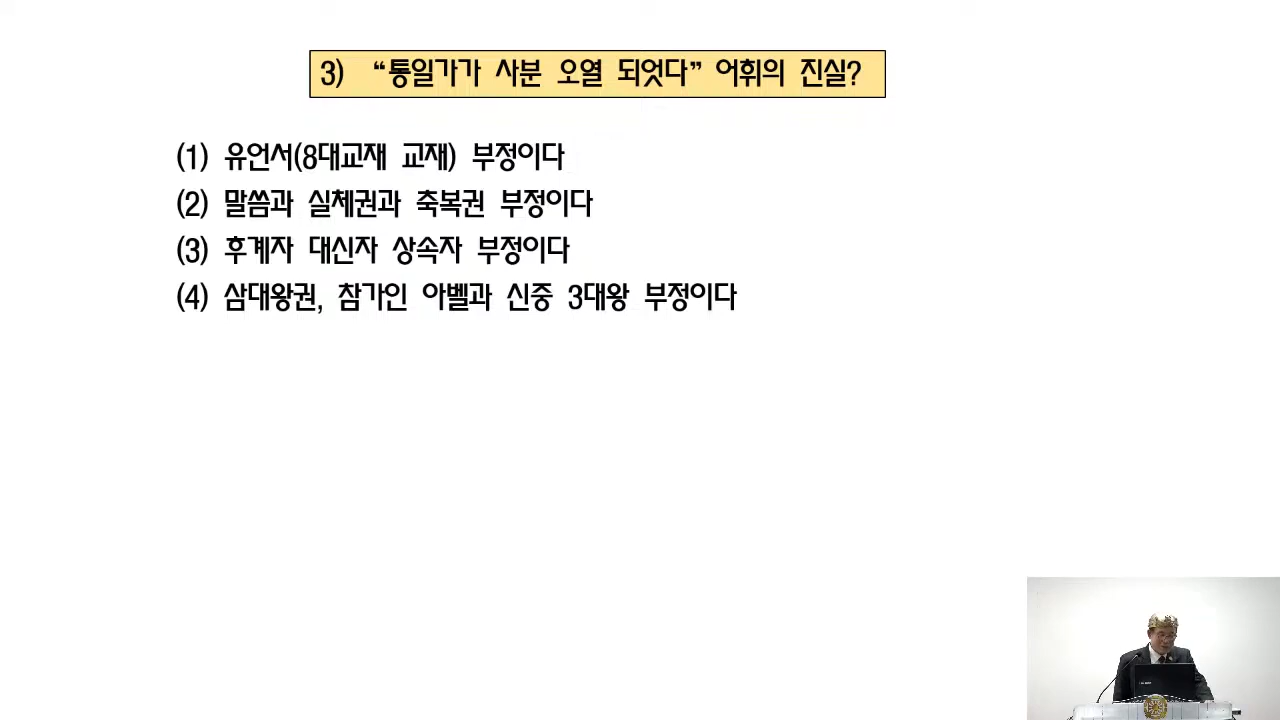 3) “통일가가 사분 오열 되엇다” 어휘의 진실?
(1) 유언서(8대교재 교재) 부정이다
(2) 말씀과 실체권과 축복권 부정이다
(3) 후계자 대신자 상속자 부정이다
(4) 삼대왕권, 참가인 아벨과 신중 3대왕 부정이다